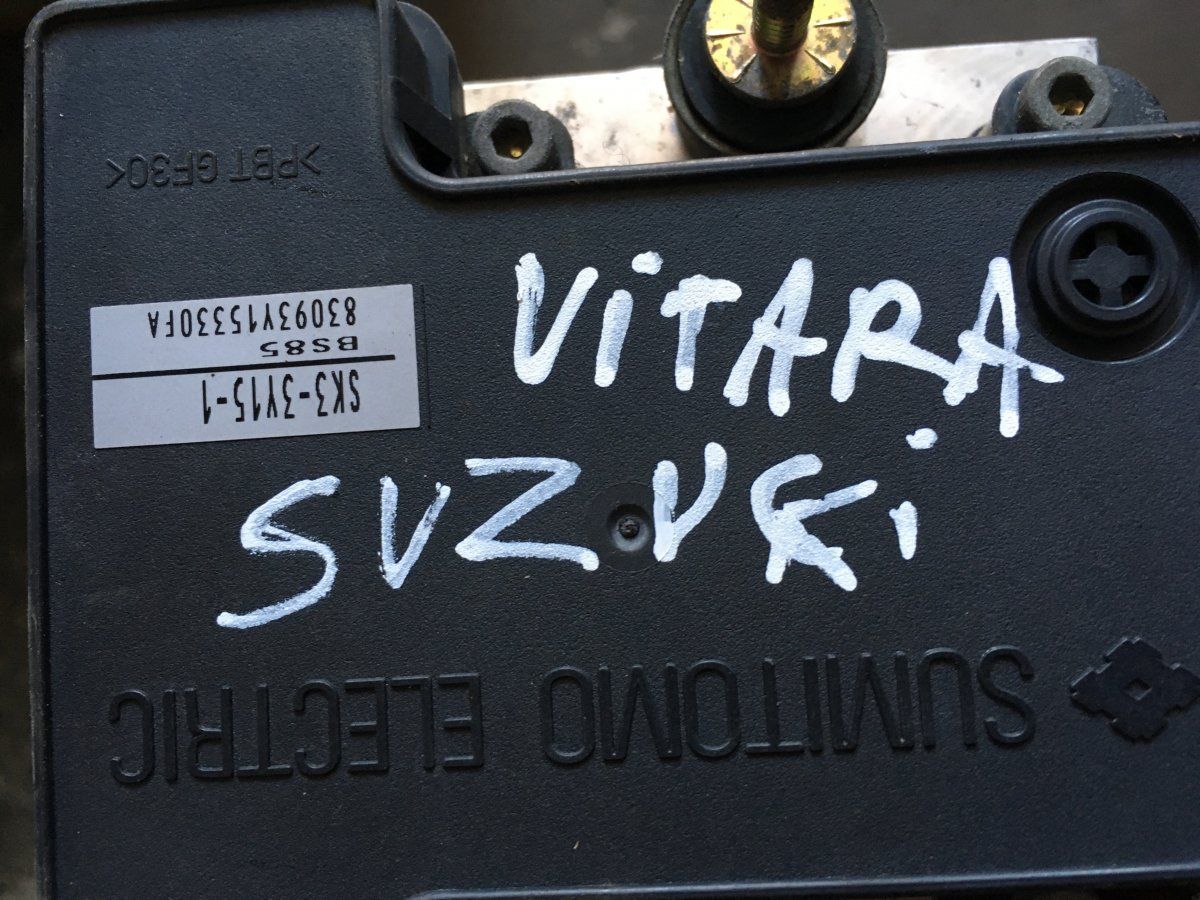 VITARA
SUZUKi
SUMITOMO ELECTRIC
SK3-3Y15-1
BS85
83093Y15330FA
>PBT GF30<